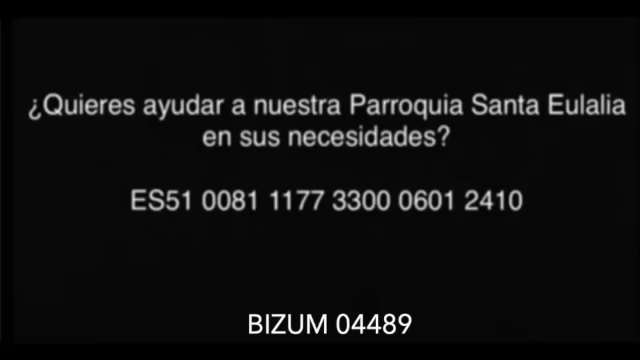 ¿Quieres ayudar a nuestra Parroquia Santa Eulalia
en sus necesidades?
ES51 0081 1177 3300 0601 2410
BIZUM 04489